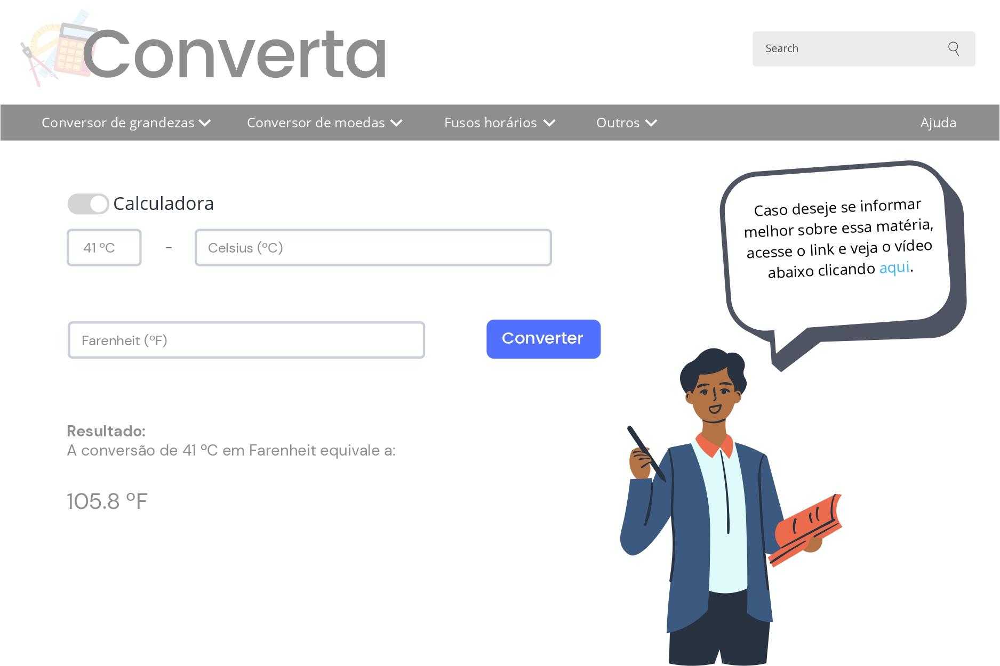 Converta
Search
Conversor de grandezas
Conversor de moedas
Fusos horários
Outros
Ajuda
Calculadora
41 ºC
-
Celsius (ºC)
Farenheit (ºF)
Converter
Caso deseje se informar
melhor sobre essa matéria,
acesse o link e veja o vídeo
abaixo clicando aqui.
Resultado:
A conversão de 41 ºC em Farenheit equivale a:
105.8 ºF